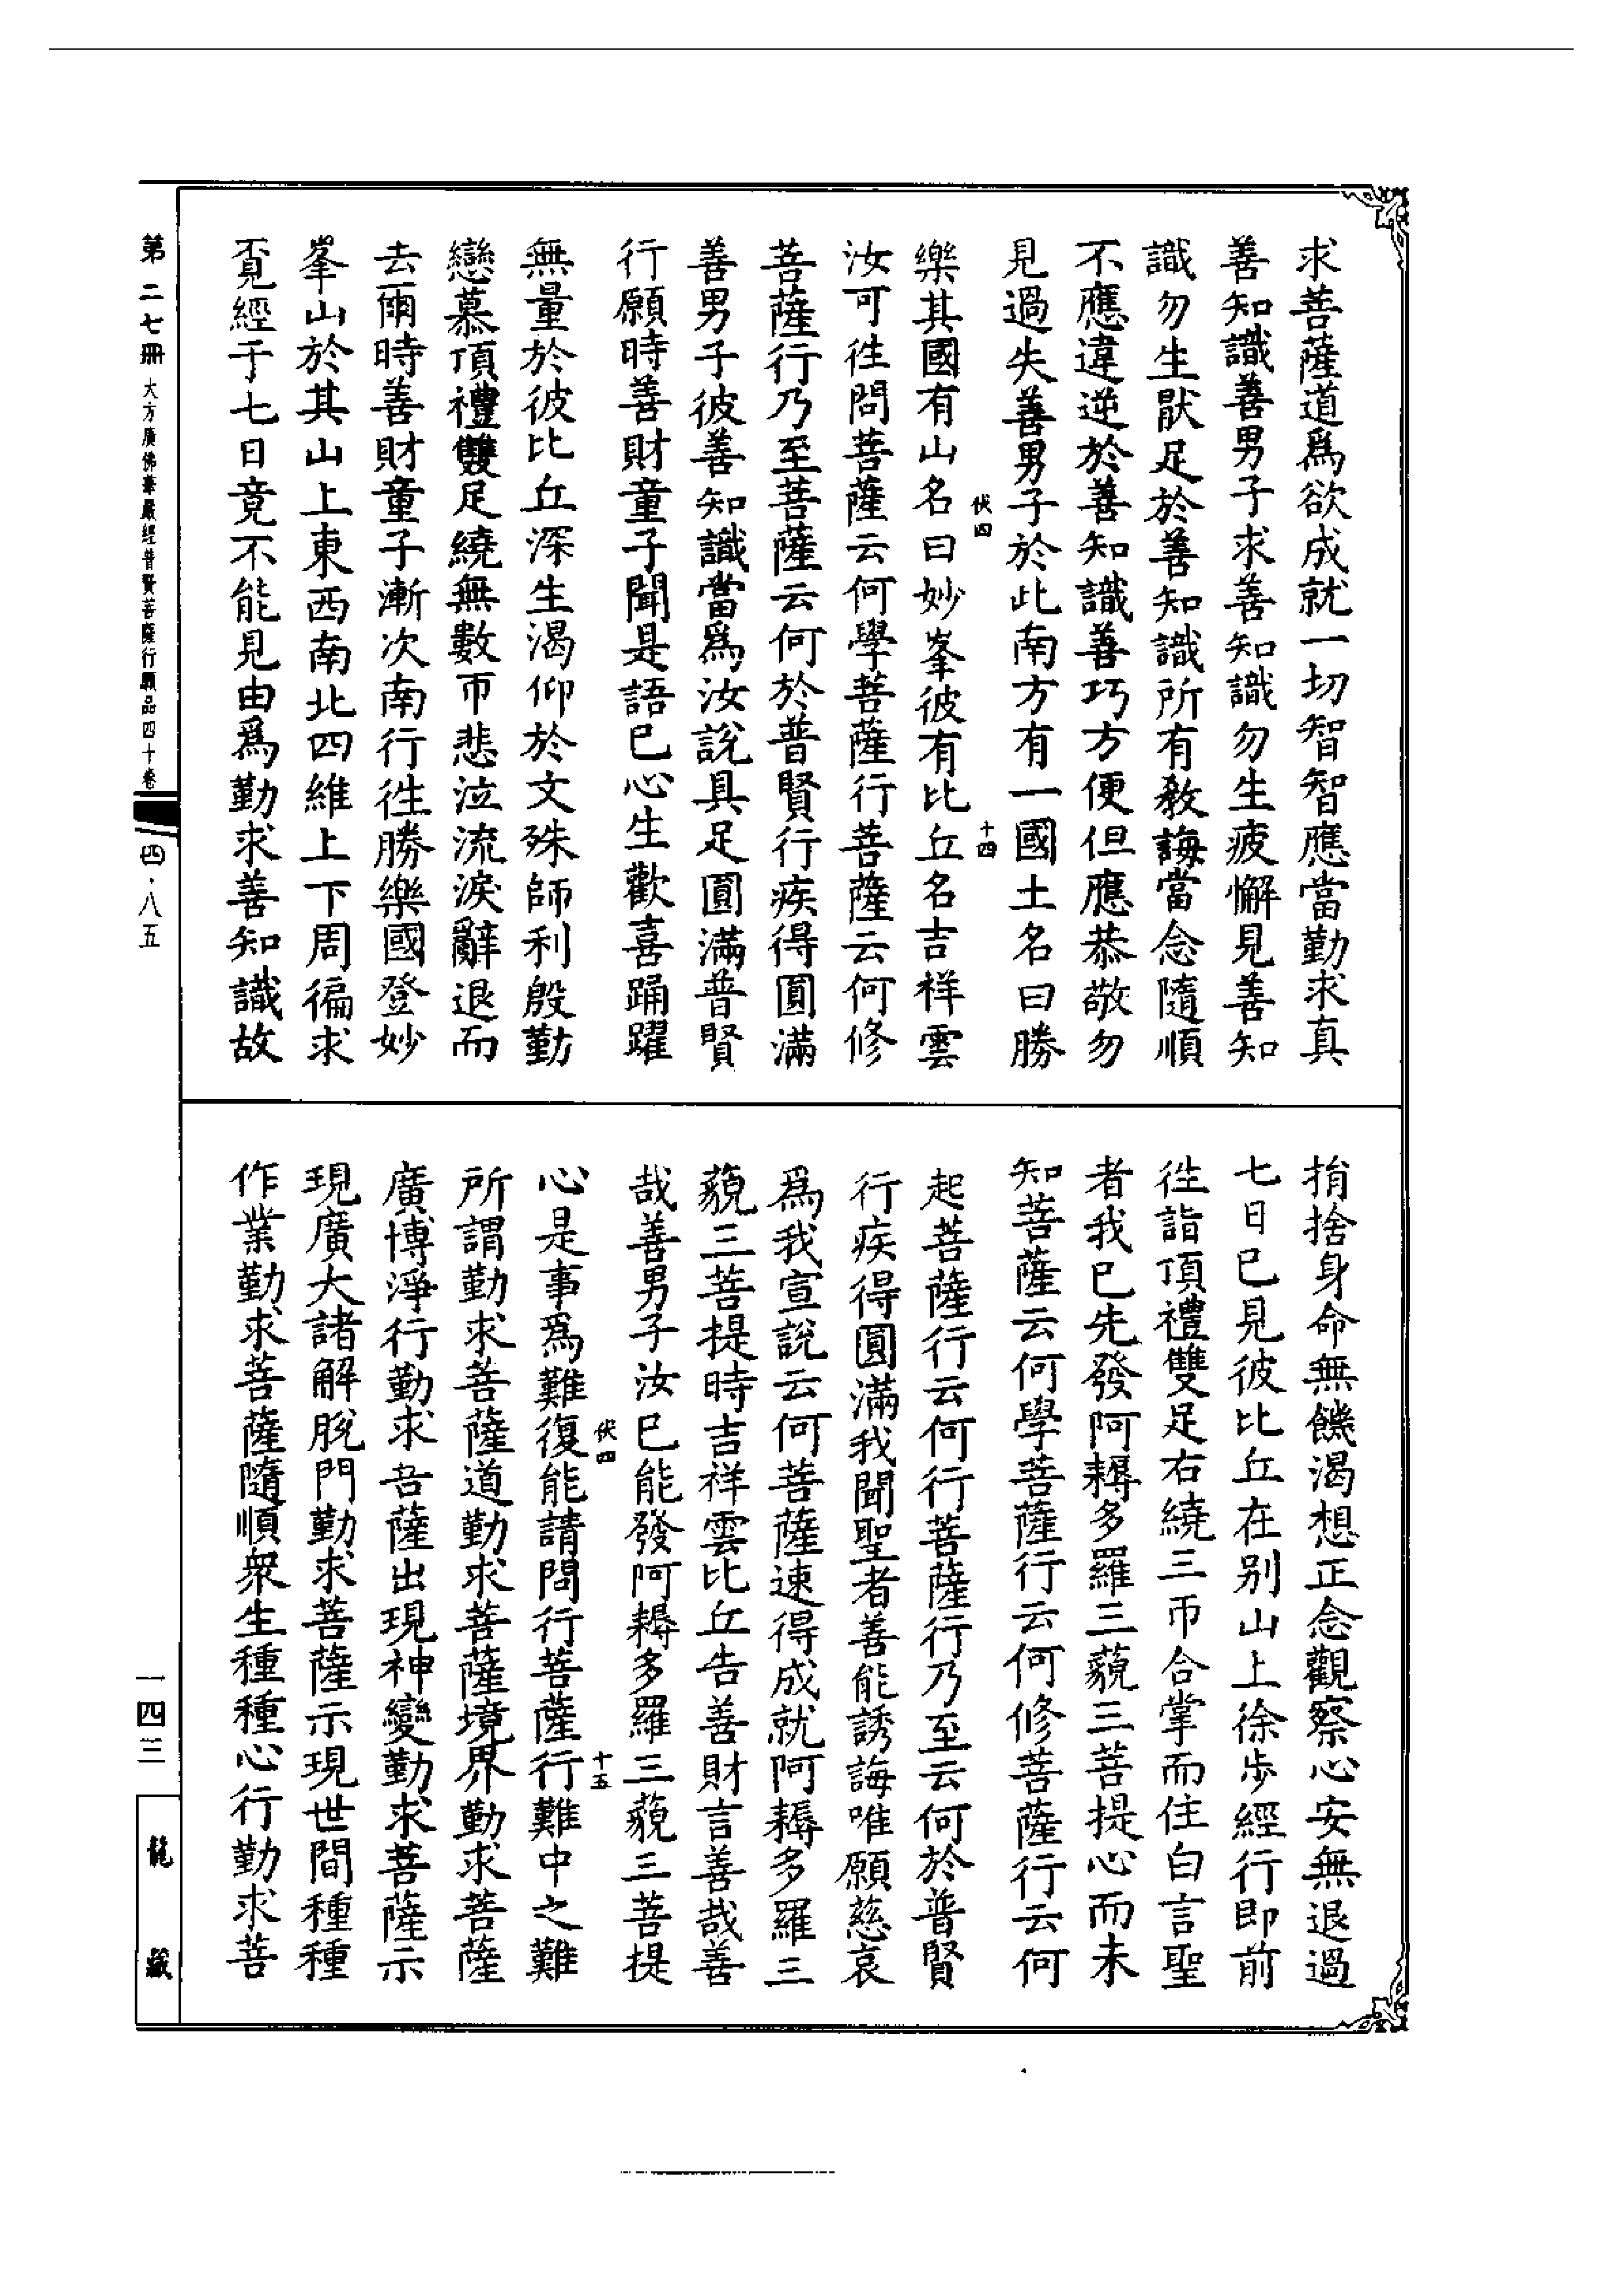 求菩薩道爲欲成就一切智智應當勤求真
善知識善男子求善知識勿生疲懈見善知
識勿生猒足於善知識所有教誨當念隨順
不應違逆於善知識善巧方便但應恭敬勿
見過失善男子於此南方有一國土名曰勝
伏四
十四
樂其國有山名曰妙峯彼有比丘名吉祥雲
汝可徃問菩薩云何學菩薩行菩薩云何修
菩薩行乃至菩薩云何於普賢行疾得圓滿
善男子彼善知識當爲汝說具足圓滿普賢
行願時善財童子聞是語已心生歡喜踊躍
無量於彼比丘深生渴仰於文殊師利殷勤
戀慕頂禮雙足繞無數帀悲泣流淚辭退而
去爾時善財童子漸次南行徃勝樂國登妙
峯山於其山上東西南北四維上下周徧求
覓經于七日竟不能見由爲勤求善知識故
捐捨身命無饑渴想正念觀察心安無退過
七日已見彼比丘在别山上徐步經行即前
徃詣頂禮雙足右繞三帀合掌而住白言聖
者我已先發阿耨多羅三藐三菩提心而未
知菩薩云何學菩薩行云何修菩薩行云何
起菩薩行云何行菩薩行乃至云何於普賢
行疾得圓滿我聞聖者善能誘誨唯願慈哀
爲我宣說云何菩薩速得成就阿耨多羅三
藐三菩提時吉祥雲比丘告善財言善哉善
哉善男子汝已能發阿耨多羅三藐三菩提
伏四
十五
心是事爲難復能請問行菩薩行難中之難
所謂勤求菩薩道勤求菩薩境界勤求菩薩
廣博淨行勤求菩薩出現神變勤求菩薩示
現廣大諸解脫門勤求菩薩示現世間種種
作業勤求菩薩隨順衆生種種心行勤求菩
第二七册 大方廣佛華嚴經普賢菩薩行願品四十卷
(四)·八五
一四三
龍藏